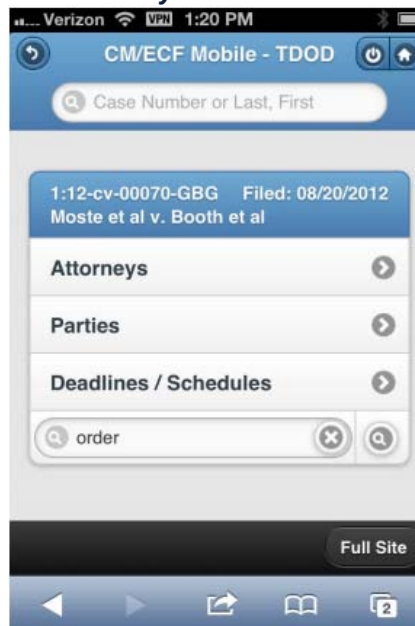 Verizon VPN 1:20 PM
CM/ECF Mobile - TDOD
Case Number or Last, First
1:12-cv-00070-GBG Filed: 08/20/2012
Moste et al v. Booth et al
Attorneys
Parties
Deadlines / Schedules
order
Full Site
2